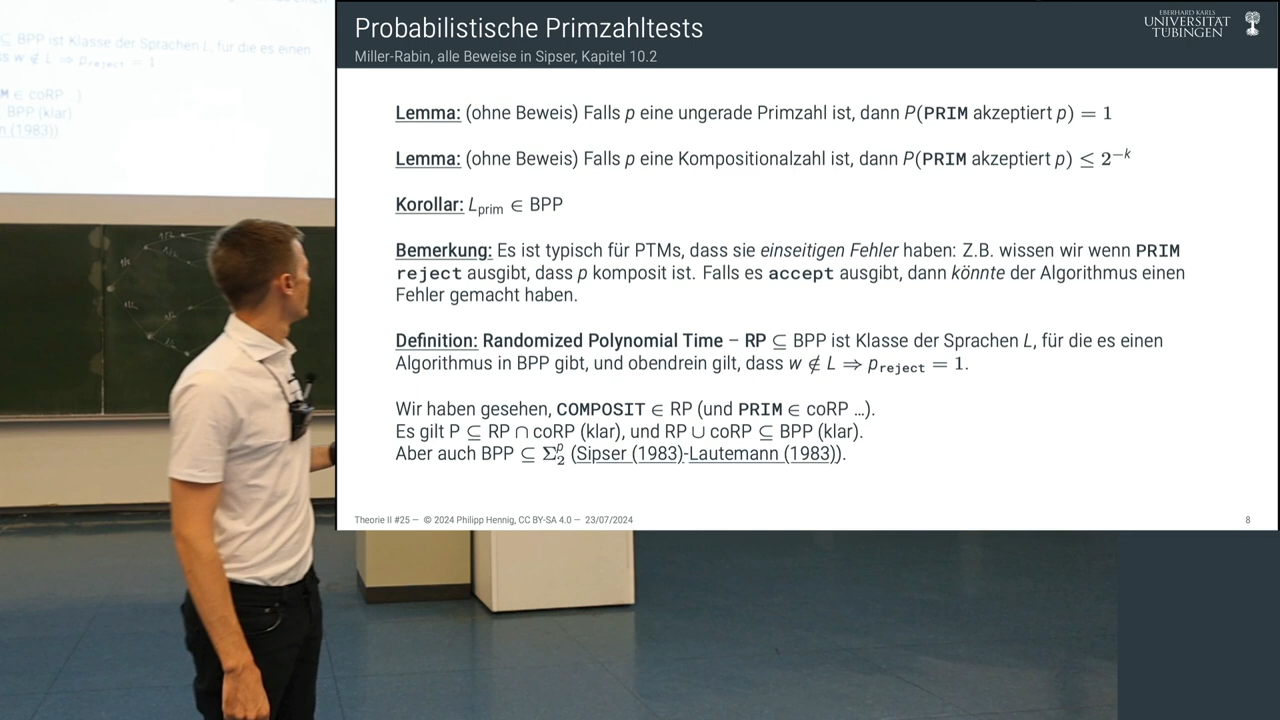 ⊆ BPP ist Klasse der Sprachen L, für die es einen
ss w ∉ L ⇒ p_reject = 1
M ∈ coRP ...)
BPP (klar)
n (1983))
Probabilistische Primzahltests
Miller-Rabin, alle Beweise in Sipser, Kapitel 10.2
EBERHARD KARLS
UNIVERSITÄT
TÜBINGEN
Lemma: (ohne Beweis) Falls p eine ungerade Primzahl ist, dann P(PRIM akzeptiert p) = 1
Lemma: (ohne Beweis) Falls p eine Kompositionalzahl ist, dann P(PRIM akzeptiert p) ≤ 2⁻ᵏ
Korollar: L_prim ∈ BPP
Bemerkung: Es ist typisch für PTMs, dass sie einseitigen Fehler haben: Z.B. wissen wir wenn PRIM
reject ausgibt, dass p komposit ist. Falls es accept ausgibt, dann könnte der Algorithmus einen
Fehler gemacht haben.
Definition: Randomized Polynomial Time – RP ⊆ BPP ist Klasse der Sprachen L, für die es einen
Algorithmus in BPP gibt, und obendrein gilt, dass w ∉ L ⇒ p_reject = 1.
Wir haben gesehen, COMPOSIT ∈ RP (und PRIM ∈ coRP …).
Es gilt P ⊆ RP ∩ coRP (klar), und RP ∪ coRP ⊆ BPP (klar).
Aber auch BPP ⊆ Σ₂ᵖ (Sipser (1983)-Lautemann (1983)).
Theorie II #25 — © 2024 Philipp Hennig, CC BY-SA 4.0 — 23/07/2024
8